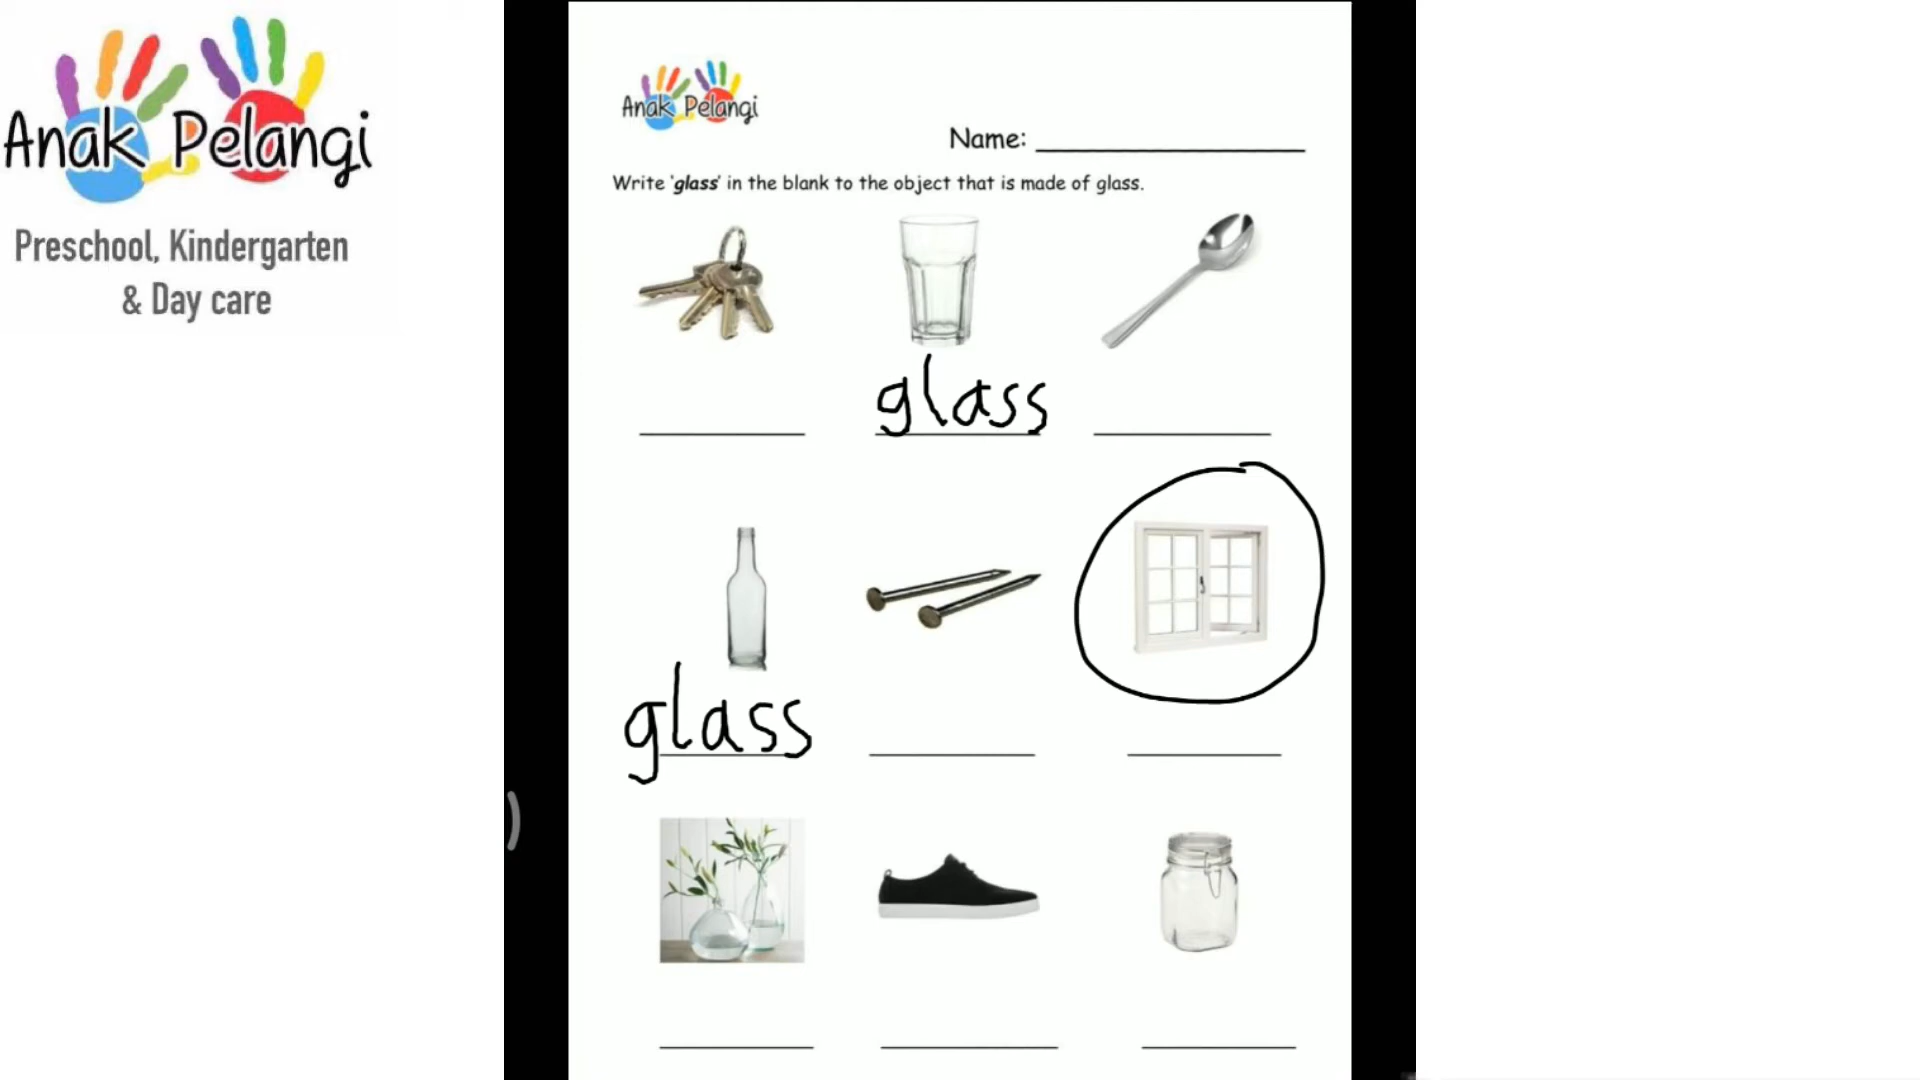 Anak Pelangi
Preschool, Kindergarten
& Day care
Anak Pelangi
Name:
Write 'glass' in the blank to the object that is made of glass.
glass
glass